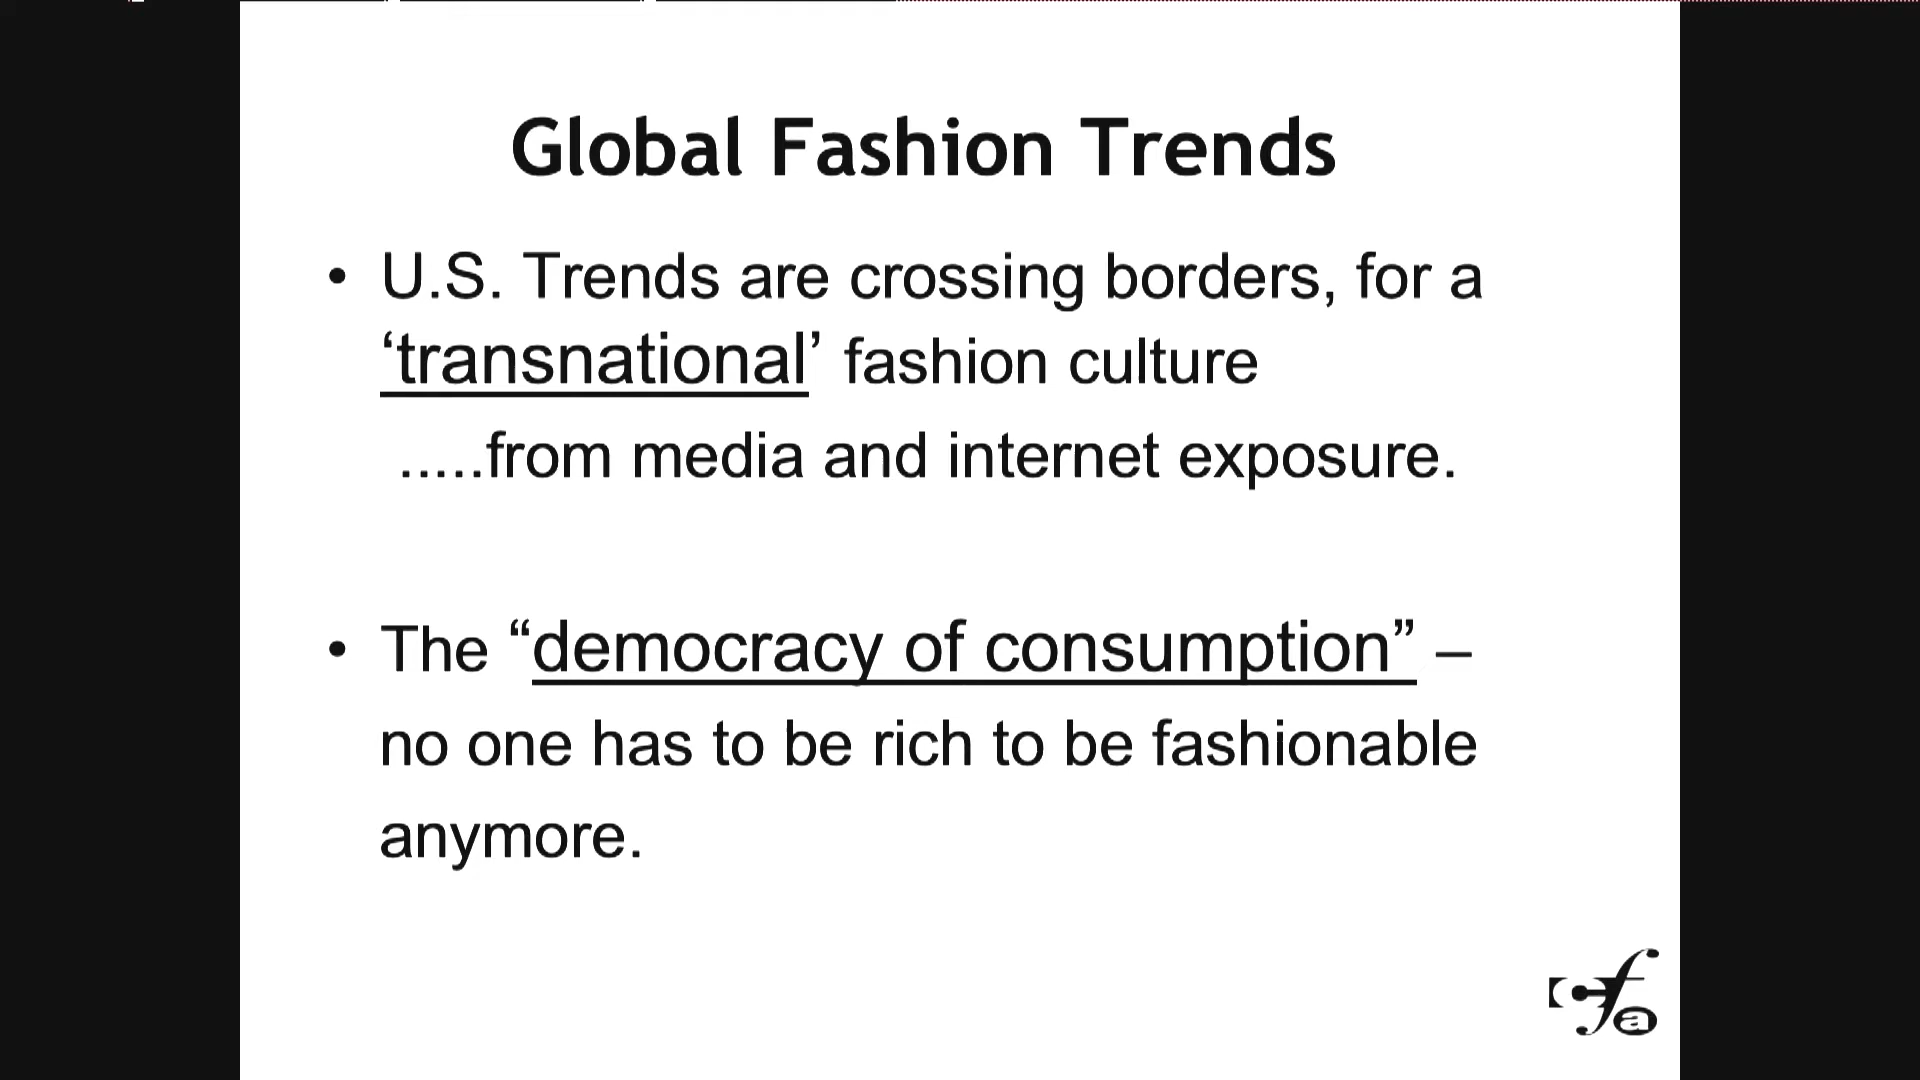 Global Fashion Trends
• U.S. Trends are crossing borders, for a
‘transnational’ fashion culture
.....from media and internet exposure.
• The “democracy of consumption” –
no one has to be rich to be fashionable
anymore.
cfa